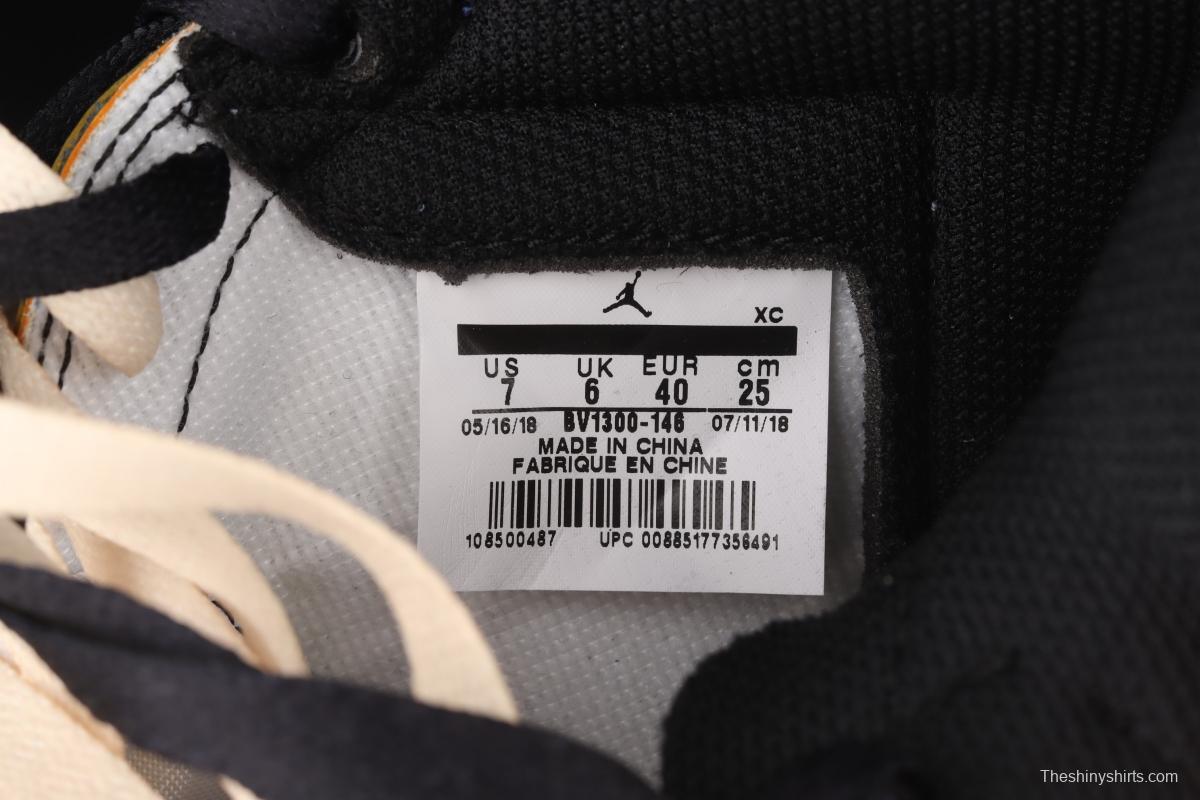 XC
US UK EUR cm
7 6 40 25
05/16/18 BV1300-146 07/11/18
MADE IN CHINA
FABRIQUE EN CHINE
108500487 UPC 00885177356491
Theshinyshirts.com